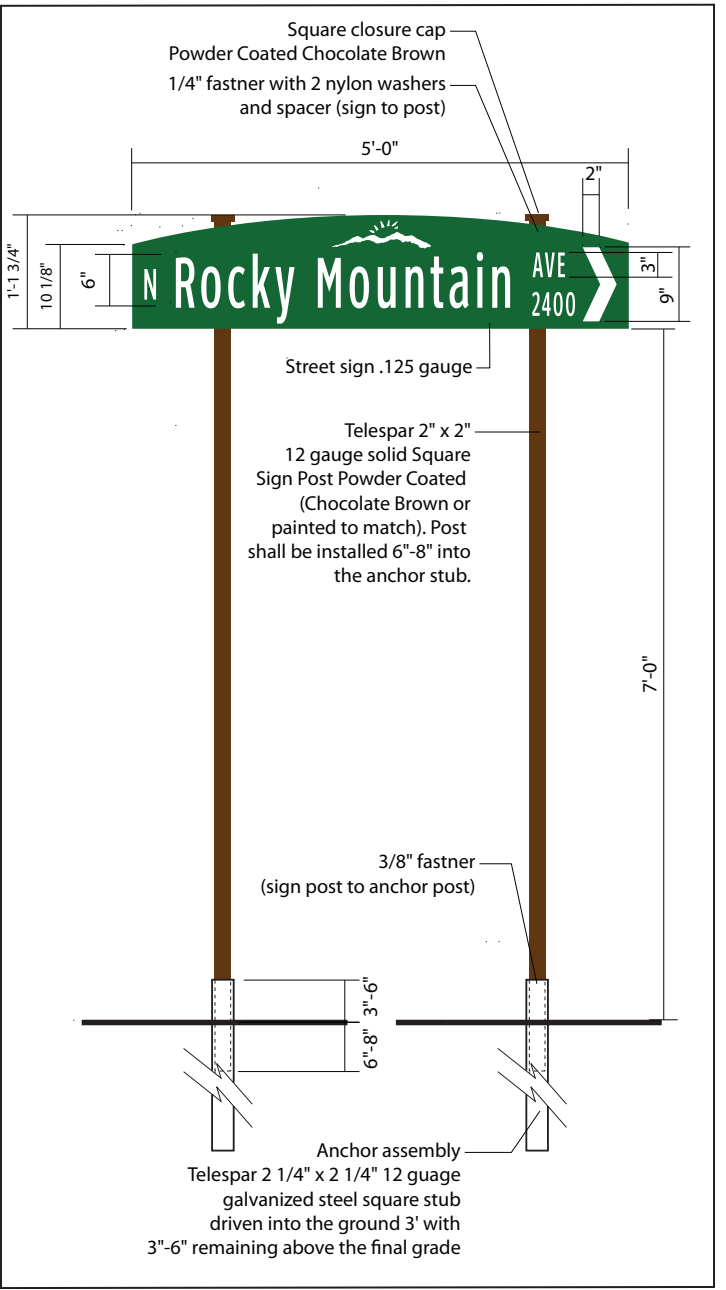 Square closure cap
Powder Coated Chocolate Brown
1/4" fastner with 2 nylon washers
and spacer (sign to post)
5'-0"
2"
1'-1 3/4"
10 1/8"
6"
N Rocky Mountain AVE
2400
3"
9"
Street sign .125 gauge
Telespar 2" x 2"
12 gauge solid Square
Sign Post Powder Coated
(Chocolate Brown or
painted to match). Post
shall be installed 6"-8" into
the anchor stub.
7'-0"
3/8" fastner
(sign post to anchor post)
3"-6"
6"-8"
Anchor assembly
Telespar 2 1/4" x 2 1/4" 12 guage
galvanized steel square stub
driven into the ground 3' with
3"-6" remaining above the final grade